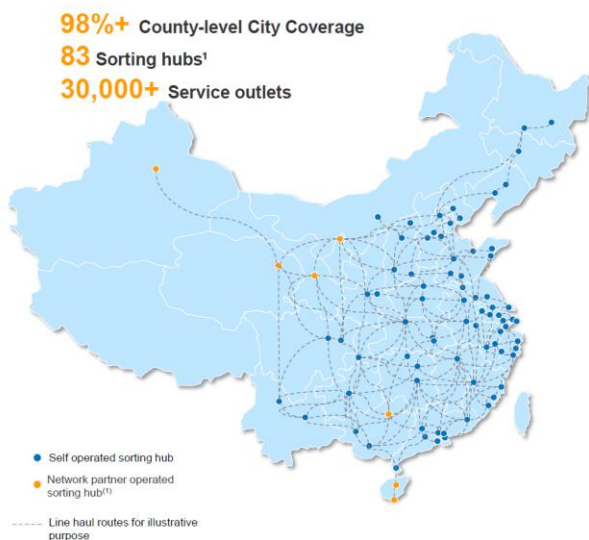 98%+ County-level City Coverage
83 Sorting hubs¹
30,000+ Service outlets
Self operated sorting hub
Network partner operated
sorting hub⁽¹⁾
Line haul routes for illustrative
purpose